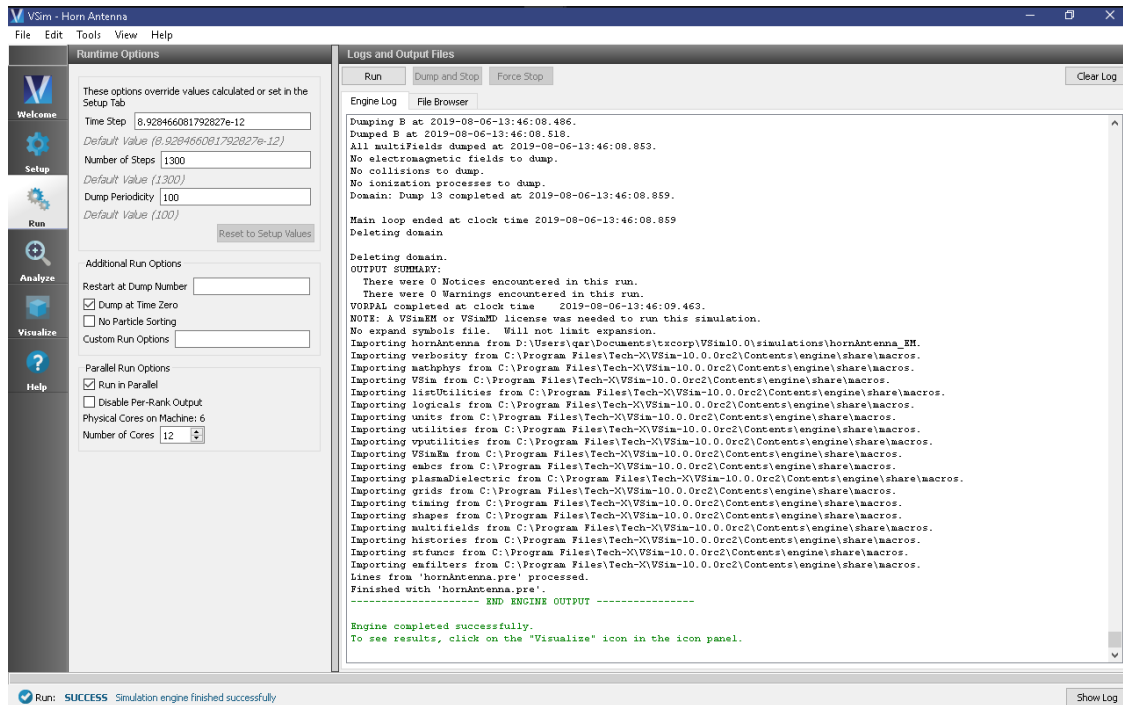 VSim - Horn Antenna
File Edit Tools View Help
Runtime Options
Welcome
Setup
Run
Analyze
Visualize
Help
These options override values calculated or set in the
Setup Tab
Time Step 8.928466081792827e-12
Default Value (8.928466081792827e-12)
Number of Steps 1300
Default Value (1300)
Dump Periodicity 100
Default Value (100)
Reset to Setup Values
Additional Run Options
Restart at Dump Number
Dump at Time Zero
No Particle Sorting
Custom Run Options
Parallel Run Options
Run in Parallel
Disable Per-Rank Output
Physical Cores on Machine: 6
Number of Cores 12
Logs and Output Files
Run Dump and Stop Force Stop Clear Log
Engine Log File Browser
Dumping B at 2019-08-06-13:46:08.486.
Dumped B at 2019-08-06-13:46:08.518.
All multiFields dumped at 2019-08-06-13:46:08.853.
No electromagnetic fields to dump.
No collisions to dump.
No ionization processes to dump.
Domain: Dump 13 completed at 2019-08-06-13:46:08.859.
Main loop ended at clock time 2019-08-06-13:46:08.859
Deleting domain
Deleting domain.
OUTPUT SUMMARY:
There were 0 Notices encountered in this run.
There were 0 Warnings encountered in this run.
VORPAL completed at clock time 2019-08-06-13:46:09.463.
NOTE: A VSimEM or VSimMD license was needed to run this simulation.
No expand symbols file. Will not limit expansion.
Importing hornAntenna from D:\Users\qar\Documents\txcorp\VSim10.0\simulations\hornAntenna_EM.
Importing verbosity from C:\Program Files\Tech-X\VSim-10.0.0rc2\Contents\engine\share\macros.
Importing mathphys from C:\Program Files\Tech-X\VSim-10.0.0rc2\Contents\engine\share\macros.
Importing VSim from C:\Program Files\Tech-X\VSim-10.0.0rc2\Contents\engine\share\macros.
Importing listUtilities from C:\Program Files\Tech-X\VSim-10.0.0rc2\Contents\engine\share\macros.
Importing logicals from C:\Program Files\Tech-X\VSim-10.0.0rc2\Contents\engine\share\macros.
Importing units from C:\Program Files\Tech-X\VSim-10.0.0rc2\Contents\engine\share\macros.
Importing utilities from C:\Program Files\Tech-X\VSim-10.0.0rc2\Contents\engine\share\macros.
Importing vputilities from C:\Program Files\Tech-X\VSim-10.0.0rc2\Contents\engine\share\macros.
Importing VSimEm from C:\Program Files\Tech-X\VSim-10.0.0rc2\Contents\engine\share\macros.
Importing embcs from C:\Program Files\Tech-X\VSim-10.0.0rc2\Contents\engine\share\macros.
Importing plasmaDielectric from C:\Program Files\Tech-X\VSim-10.0.0rc2\Contents\engine\share\macros.
Importing grids from C:\Program Files\Tech-X\VSim-10.0.0rc2\Contents\engine\share\macros.
Importing timing from C:\Program Files\Tech-X\VSim-10.0.0rc2\Contents\engine\share\macros.
Importing shapes from C:\Program Files\Tech-X\VSim-10.0.0rc2\Contents\engine\share\macros.
Importing multifields from C:\Program Files\Tech-X\VSim-10.0.0rc2\Contents\engine\share\macros.
Importing histories from C:\Program Files\Tech-X\VSim-10.0.0rc2\Contents\engine\share\macros.
Importing stfuncs from C:\Program Files\Tech-X\VSim-10.0.0rc2\Contents\engine\share\macros.
Importing emfilters from C:\Program Files\Tech-X\VSim-10.0.0rc2\Contents\engine\share\macros.
Lines from 'hornAntenna.pre' processed.
Finished with 'hornAntenna.pre'.
--------------------- END ENGINE OUTPUT ----------------
Engine completed successfully.
To see results, click on the "Visualize" icon in the icon panel.
Run: SUCCESS Simulation engine finished successfully
Show Log